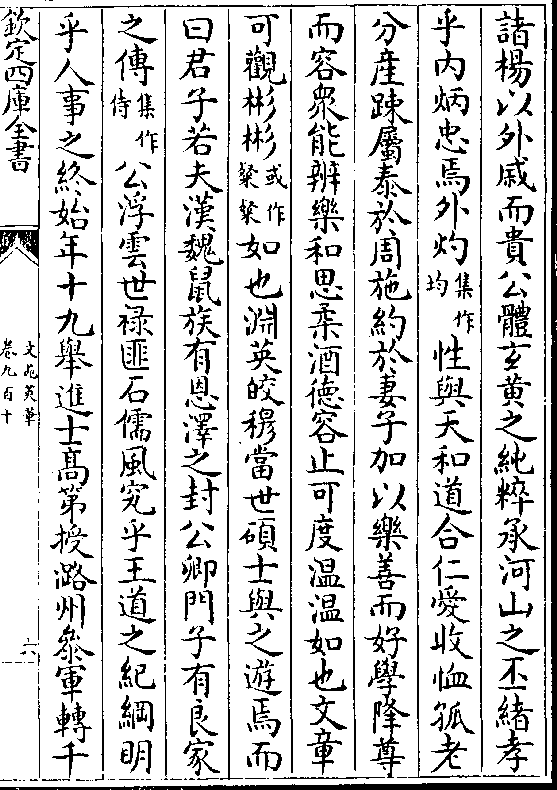 諸楊以外戚而貴公體玄黃之純粹承河山之丕緒孝
乎内炳忠焉外灼集作均性與天和道合仁愛收恤孤老
分產踈屬泰於周施約於妻子加以樂善而好學降尊
而容衆能辨樂和思柔酒德容止可度温温如也文章
可觀彬彬或作粲粲如也淵英皎穆當世碩士與之遊焉而
曰君子若夫漢魏鼠族有恩澤之封公卿門子有良家
之傳集作侍公浮雲世禄匪石儒風究乎王道之紀綱明
乎人事之終始年十九舉進士高第授潞州叅軍轉千
欽定四庫全書
文苑英華
卷九百十
六